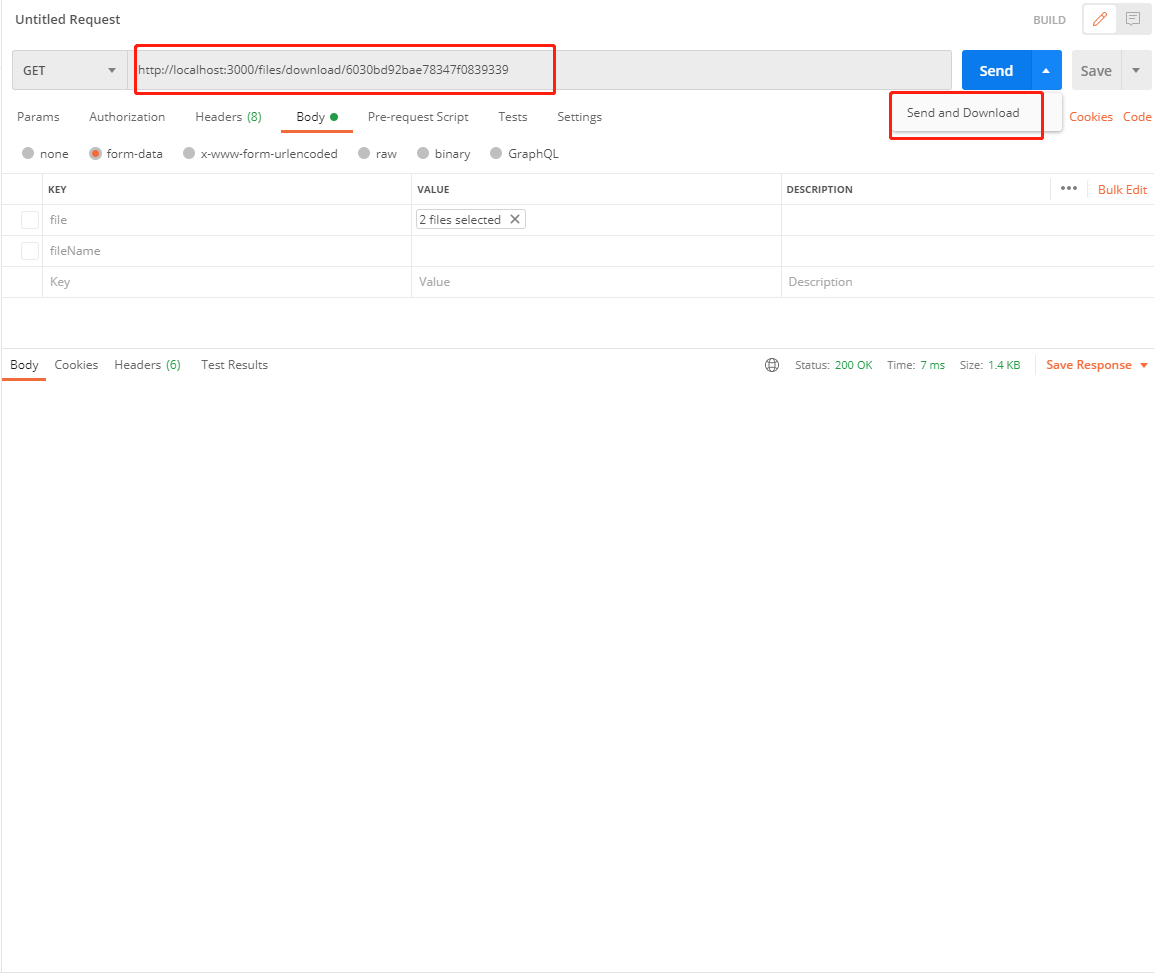 Untitled Request BUILD
GET http://localhost:3000/files/download/6030bd92bae78347f0839339 Send Save
Send and Download
Params Authorization Headers (8) Body Pre-request Script Tests Settings Cookies Code
none form-data x-www-form-urlencoded raw binary GraphQL
KEY VALUE DESCRIPTION ••• Bulk Edit
file 2 files selected ✕
fileName
Key Value Description
Body Cookies Headers (6) Test Results Status: 200 OK Time: 7 ms Size: 1.4 KB Save Response